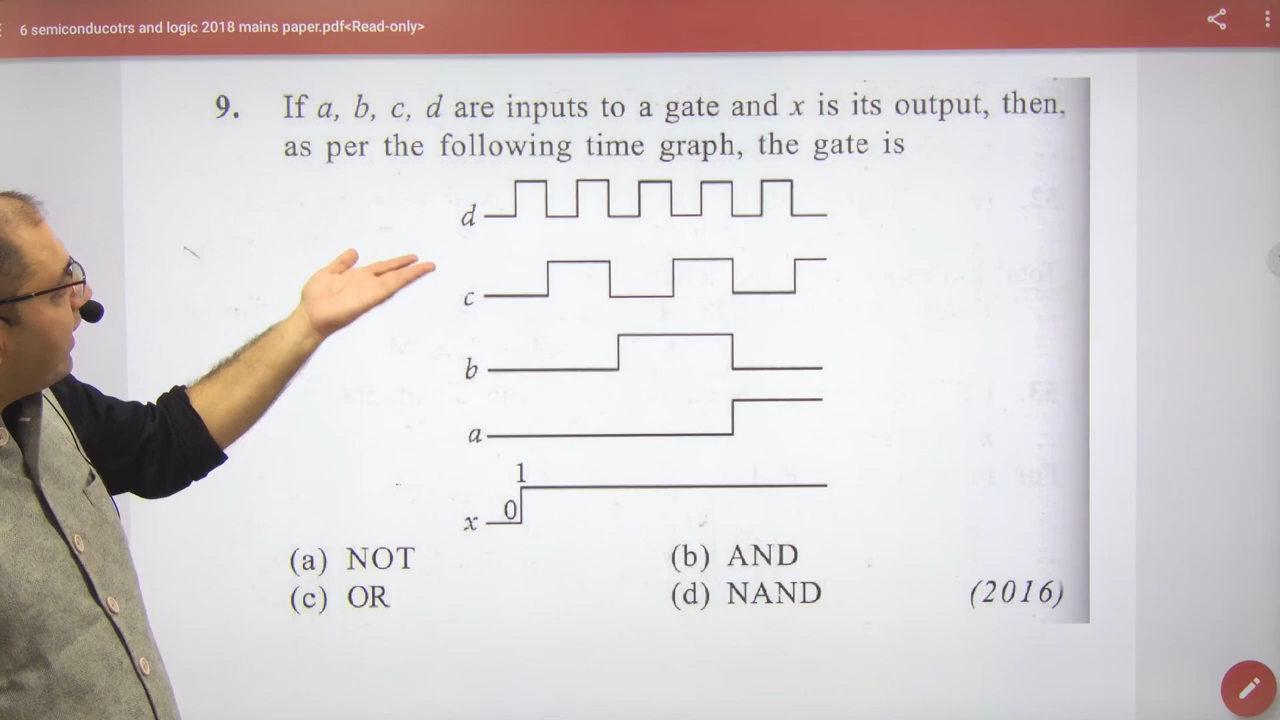 6 semiconducotrs and logic 2018 mains paper.pdf<Read-only>
9. If a, b, c, d are inputs to a gate and x is its output, then,
as per the following time graph, the gate is
d
c
b
a
1
0
x
(a) NOT (b) AND
(c) OR (d) NAND (2016)